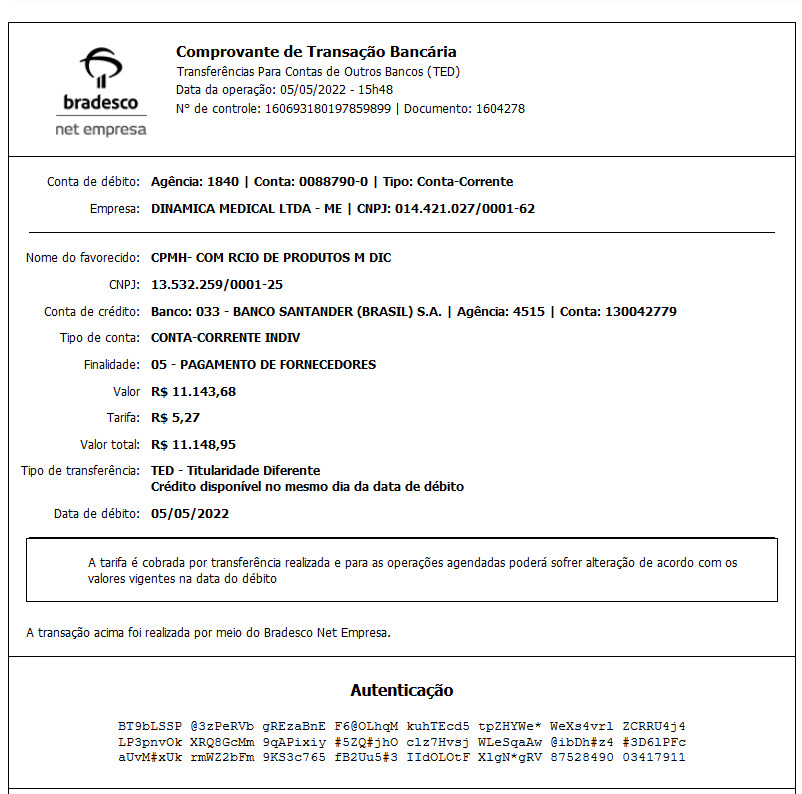 Comprovante de Transação Bancária
Transferências Para Contas de Outros Bancos (TED)
Data da operação: 05/05/2022 - 15h48
N° de controle: 160693180197859899 | Documento: 1604278
bradesco
net empresa
Conta de débito: Agência: 1840 | Conta: 0088790-0 | Tipo: Conta-Corrente
Empresa: DINAMICA MEDICAL LTDA - ME | CNPJ: 014.421.027/0001-62
Nome do favorecido: CPMH- COM RCIO DE PRODUTOS M DIC
CNPJ: 13.532.259/0001-25
Conta de crédito: Banco: 033 - BANCO SANTANDER (BRASIL) S.A. | Agência: 4515 | Conta: 130042779
Tipo de conta: CONTA-CORRENTE INDIV
Finalidade: 05 - PAGAMENTO DE FORNECEDORES
Valor R$ 11.143,68
Tarifa: R$ 5,27
Valor total: R$ 11.148,95
Tipo de transferência: TED - Titularidade Diferente
Crédito disponível no mesmo dia da data de débito
Data de débito: 05/05/2022
A tarifa é cobrada por transferência realizada e para as operações agendadas poderá sofrer alteração de acordo com os
valores vigentes na data do débito
A transação acima foi realizada por meio do Bradesco Net Empresa.
Autenticação
BT9bLSSP @3zPeRVb gREzaBnE F6@OLhqM kuhTEcd5 tpZHYWe* WeXs4vrl ZCRRU4j4
LP3pnvOk XRQ8GcMm 9qAPixiy #5ZQ#jhO clz7Hvsj WLeSqaAw @ibDh#z4 #3D6lPFc
aUvM#xUk rmWZ2bFm 9KS3c765 fB2Uu5#3 IIdOLOtF XlgN*gRV 87528490 03417911